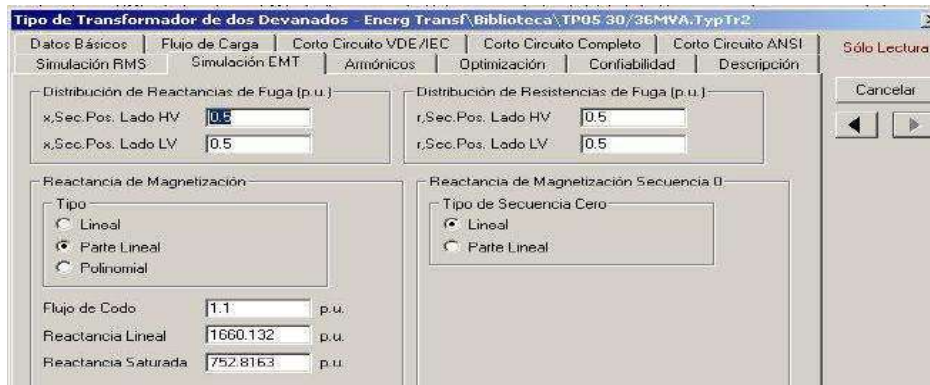 Tipo de Transformador de dos Devanados - Energ Transf\Biblioteca\TP05 30/36MVA.TypTr2
Datos Básicos | Flujo de Carga | Corto Circuito VDE/IEC | Corto Circuito Completo | Corto Circuito ANSI
Simulación RMS | Simulación EMT | Armónicos | Optimización | Confiabilidad | Descripción
Sólo Lectura
Cancelar
Distribución de Reactancias de Fuga (p.u.)
x,Sec.Pos. Lado HV 0.5
x,Sec.Pos. Lado LV 0.5
Distribución de Resistencias de Fuga (p.u.)
r,Sec.Pos. Lado HV 0.5
r,Sec.Pos. Lado LV 0.5
Reactancia de Magnetización
Tipo
Lineal
Parte Lineal
Polinomial
Flujo de Codo 1.1 p.u.
Reactancia Lineal 1660.132 p.u.
Reactancia Saturada 752.8163 p.u.
Reactancia de Magnetización Secuencia 0
Tipo de Secuencia Cero
Lineal
Parte Lineal